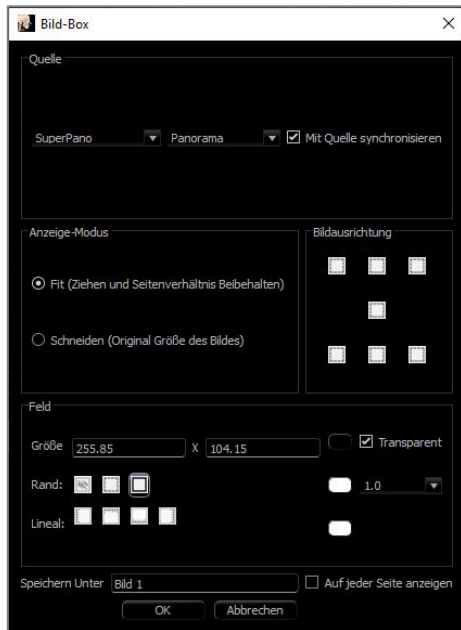 Bild-Box
Quelle
SuperPano Panorama Mit Quelle synchronisieren
Anzeige-Modus
Bildausrichtung
Fit (Ziehen und Seitenverhältnis Beibehalten)
Schneiden (Original Größe des Bildes)
Feld
Größe 255.85 X 104.15 Transparent
Rand: 1.0
Lineal:
Speichern Unter Bild 1 Auf jeder Seite anzeigen
OK Abbrechen